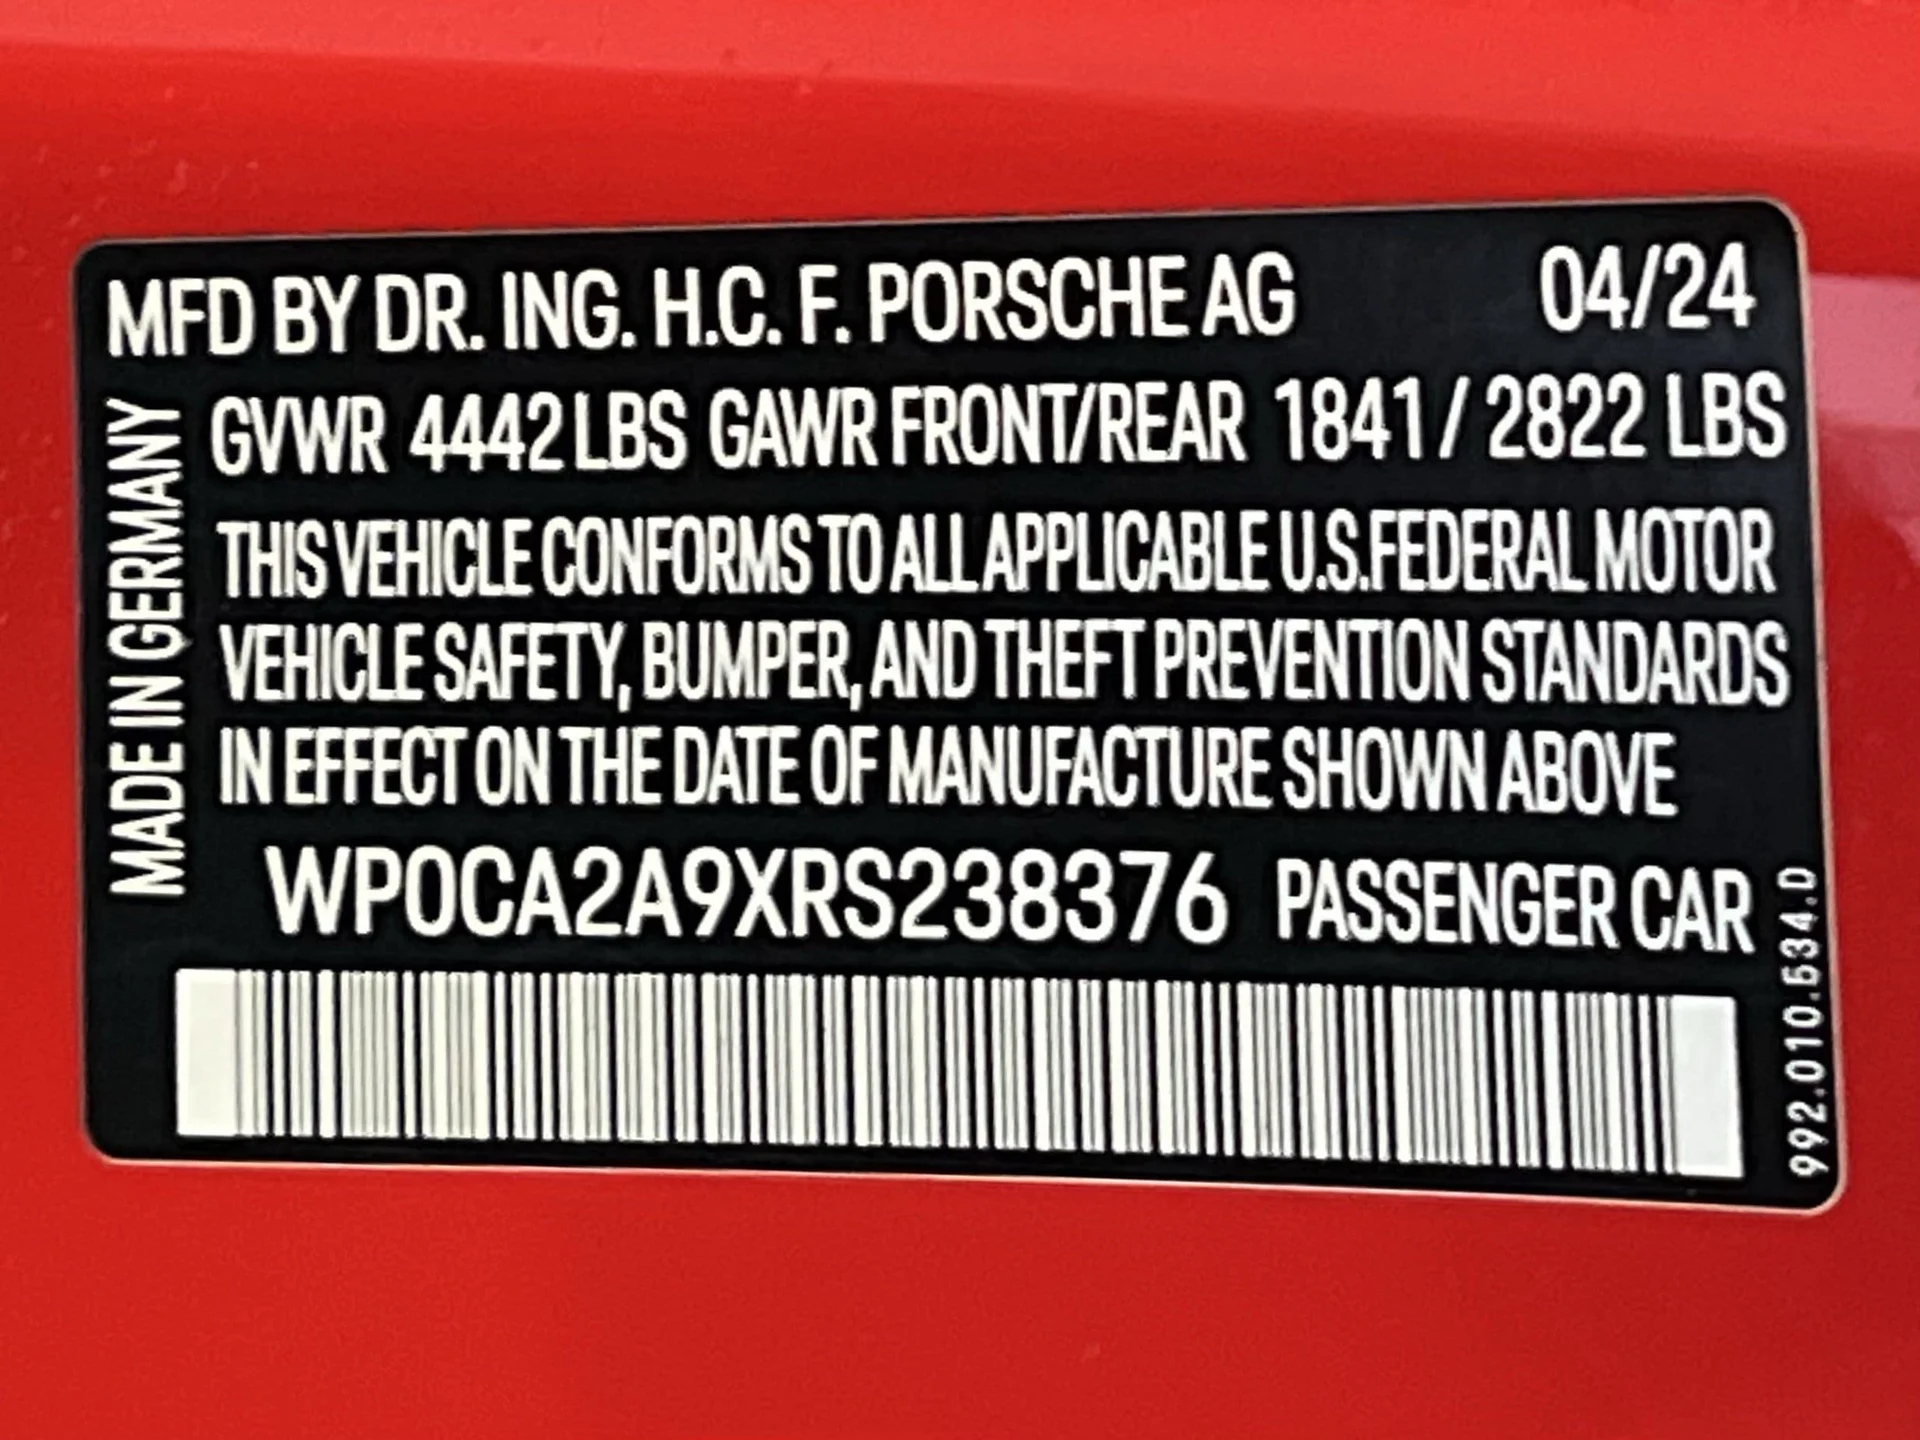 MFD BY DR. ING. H.C. F. PORSCHE AG 04/24
GVWR 4442 LBS GAWR FRONT/REAR 1841 / 2822 LBS
THIS VEHICLE CONFORMS TO ALL APPLICABLE U.S.FEDERAL MOTOR
VEHICLE SAFETY, BUMPER, AND THEFT PREVENTION STANDARDS
IN EFFECT ON THE DATE OF MANUFACTURE SHOWN ABOVE
WP0CA2A9XRS238376 PASSENGER CAR
MADE IN GERMANY
992.010.534.D